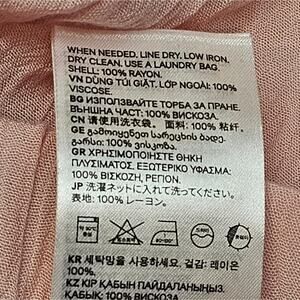 WHEN NEEDED, LINE DRY, LOW IRON,
DRY CLEAN. USE A LAUNDRY BAG.
SHELL: 100% RAYON.
VN DÙNG TÚI GIẶT. LỚP NGOÀI: 100%
VISCOSE.
BG ИЗПОЛЗВАЙТЕ ТОРБА ЗА ПРАНЕ.
ВЪНШНА ЧАСТ: 100% ВИСКОЗА.
CN 请使用洗衣袋。 面料: 100% 粘纤。
GE გამოიყენეთ სარეცხის ბადე.
გარსი: 100% ვისკოზა.
GR ΧΡΗΣΙΜΟΠΟΙΗΣΤΕ ΘΗΚΗ
ΠΛΥΣΙΜΑΤΟΣ. ΕΞΩΤΕΡΙΚΟ ΥΦΑΣΜΑ:
100% ΒΙΣΚΟΖΗ, ΡΕΓΙΟΝ.
JP 洗濯ネットに入れて洗ってください。
表地: 100% レーヨン.
KR 세탁망을 사용하세요. 겉감: 레이온
100%.
KZ КІР ҚАБЫН ПАЙДАЛАНЫҢЫЗ.
ҚАБЫҚ: 100% ВИСКОЗА